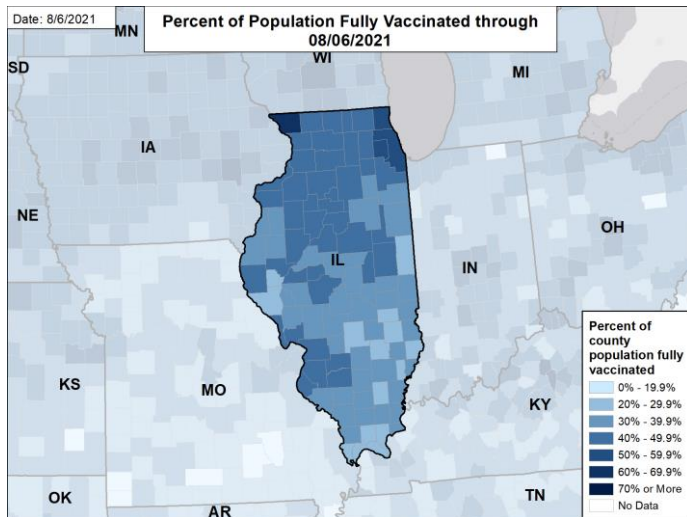 Date: 8/6/2021
Percent of Population Fully Vaccinated through
08/06/2021
MN
SD
WI
MI
IA
NE
IL
IN
OH
KS
MO
KY
OK
AR
TN
Percent of
county
population fully
vaccinated
0% - 19.9%
20% - 29.9%
30% - 39.9%
40% - 49.9%
50% - 59.9%
60% - 69.9%
70% or More
No Data